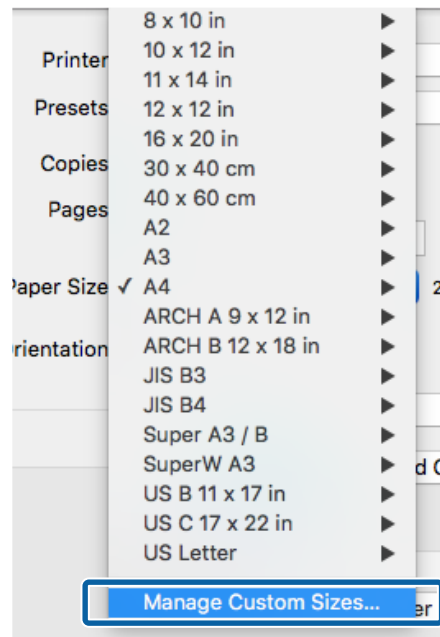 8 x 10 in
Printer
10 x 12 in
11 x 14 in
Presets
12 x 12 in
16 x 20 in
Copies
30 x 40 cm
40 x 60 cm
Pages
A2
A3
Paper Size ✓ A4
ARCH A 9 x 12 in
Orientation
ARCH B 12 x 18 in
JIS B3
JIS B4
Super A3 / B
SuperW A3
US B 11 x 17 in
US C 17 x 22 in
US Letter
Manage Custom Sizes...